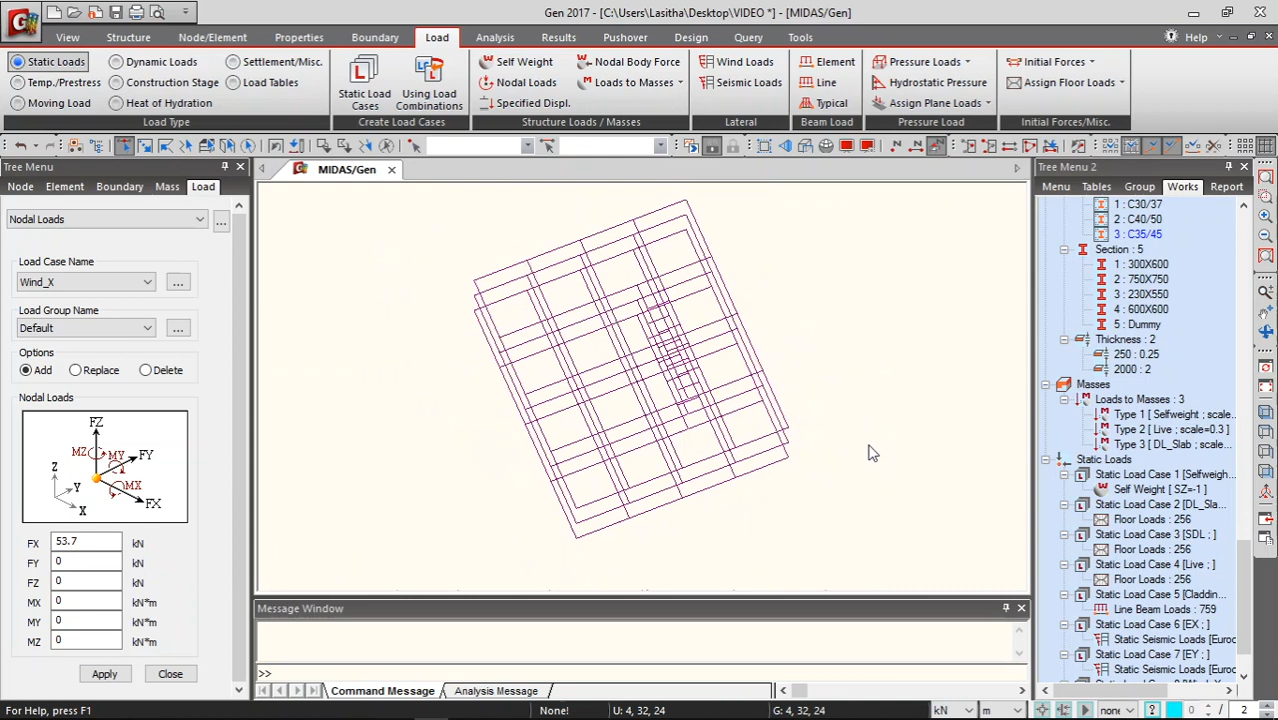 Gen 2017 - [C:\Users\Lasitha\Desktop\VIDEO *] - [MIDAS/Gen]
View Structure Node/Element Properties Boundary Load Analysis Results Pushover Design Query Tools Help
Static Loads Dynamic Loads Settlement/Misc.
Temp./Prestress Construction Stage Load Tables
Moving Load Heat of Hydration
Load Type
Static Load Cases
Using Load Combinations
Create Load Cases
Self Weight Nodal Body Force
Nodal Loads Loads to Masses
Specified Displ.
Structure Loads / Masses
Wind Loads
Seismic Loads
Lateral
Element
Line
Typical
Beam Load
Pressure Loads
Hydrostatic Pressure
Assign Plane Loads
Pressure Load
Initial Forces
Assign Floor Loads
Initial Forces/Misc.
Tree Menu
Node Element Boundary Mass Load
Nodal Loads
...
Load Case Name
Wind_X
...
Load Group Name
Default
...
Options
Add Replace Delete
Nodal Loads
FZ
MZ MY FY
Z
Y MX
X FX
FX 53.7 kN
FY 0 kN
FZ 0 kN
MX 0 kN*m
MY 0 kN*m
MZ 0 kN*m
Apply Close
MIDAS/Gen
Message Window
>>
Command Message Analysis Message
Tree Menu 2
Menu Tables Group Works Report
1 : C30/37
2 : C40/50
3 : C35/45
Section : 5
1 : 300X600
2 : 750X750
3 : 230X550
4 : 600X600
5 : Dummy
Thickness : 2
250 : 0.25
2000 : 2
Masses
Loads to Masses : 3
Type 1 [ Selfweight ; scale...
Type 2 [ Live ; scale=0.3 ]
Type 3 [ DL_Slab ; scale...
Static Loads
Static Load Case 1 [Selfweigh...
Self Weight [ SZ=-1 ]
Static Load Case 2 [DL_Sla...
Floor Loads : 256
Static Load Case 3 [SDL ; ]
Floor Loads : 256
Static Load Case 4 [Live ; ]
Floor Loads : 256
Static Load Case 5 [Claddin...
Line Beam Loads : 759
Static Load Case 6 [EX ; ]
Static Seismic Loads [Euroc
Static Load Case 7 [EY ; ]
Static Seismic Loads [Euroc
For Help, press F1 None! U: 4, 32, 24 G: 4, 32, 24 kN m none 0 / 2